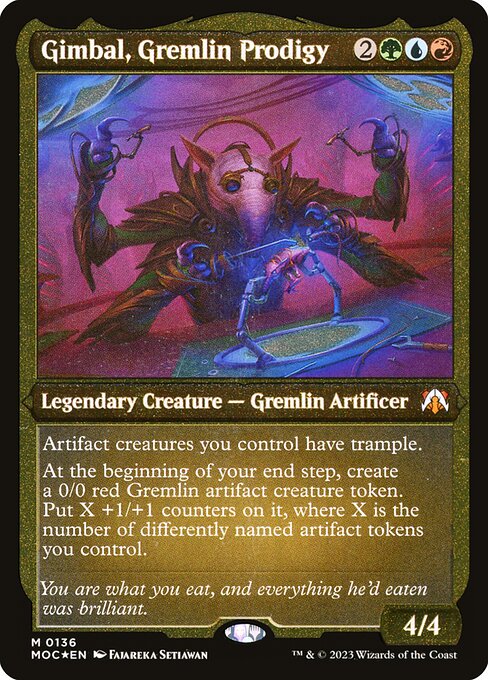 Gimbal, Gremlin Prodigy 2
Legendary Creature — Gremlin Artificer
Artifact creatures you control have trample.
At the beginning of your end step, create
a 0/0 red Gremlin artifact creature token.
Put X +1/+1 counters on it, where X is the
number of differently named artifact tokens
you control.
You are what you eat, and everything he'd eaten
was brilliant.
4/4
M 0136
MOC★EN Fajareka Setiawan
™ & © 2023 Wizards of the Coast